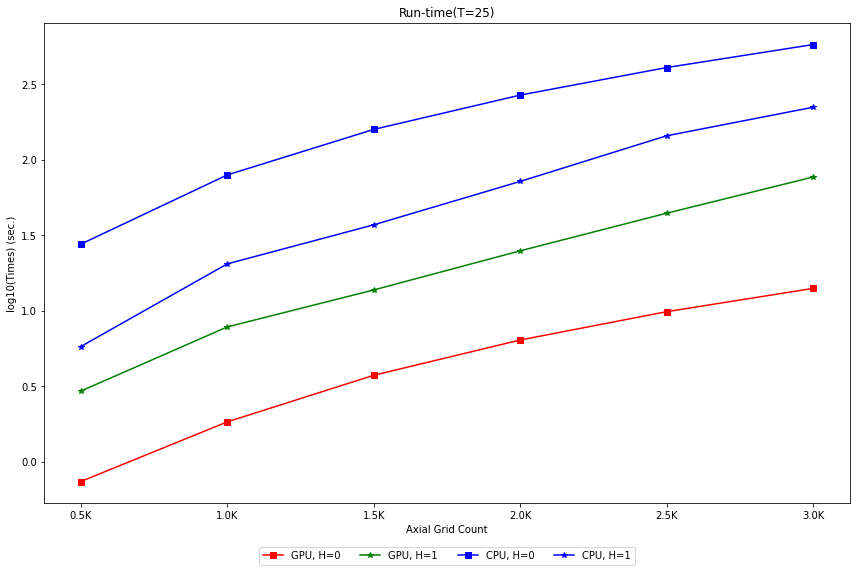 Run-time(T=25)
log10(Times) (sec.)
2.5
2.0
1.5
1.0
0.5
0.0
0.5K 1.0K 1.5K 2.0K 2.5K 3.0K
Axial Grid Count
GPU, H=0 GPU, H=1 CPU, H=0 CPU, H=1